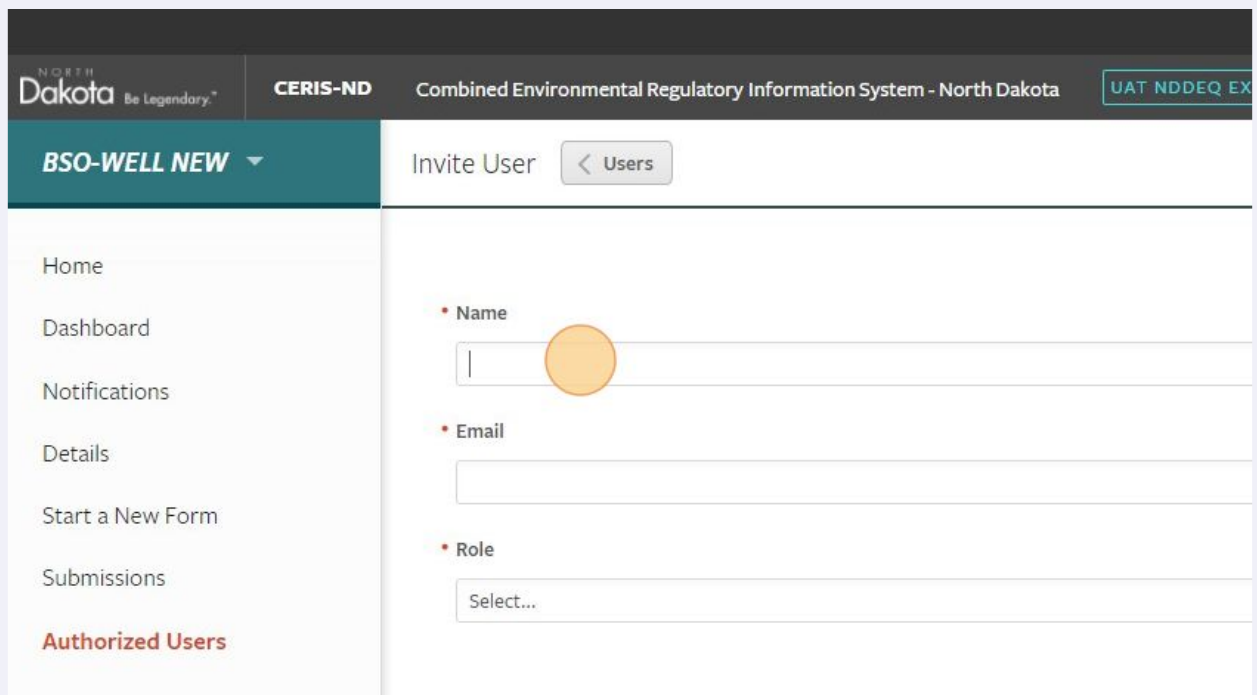 NORTH
Dakota Be Legendary.™
CERIS-ND
Combined Environmental Regulatory Information System - North Dakota
UAT NDDEQ EX
BSO-WELL NEW
Invite User
Users
Home
Dashboard
Notifications
Details
Start a New Form
Submissions
Authorized Users
• Name
• Email
• Role
Select...